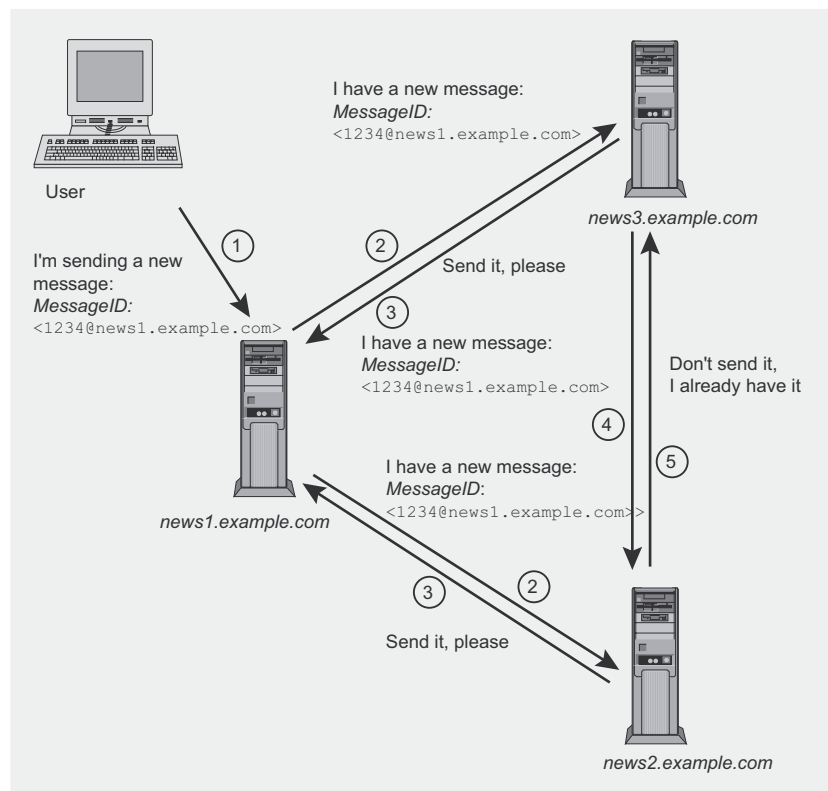 I have a new message:
MessageID:
<1234@news1.example.com>
User
news3.example.com
1
2
I'm sending a new
message:
MessageID:
<1234@news1.example.com>
Send it, please
3
I have a new message:
MessageID:
<1234@news1.example.com>
Don't send it,
I already have it
4
5
I have a new message:
MessageID:
<1234@news1.example.com>>
news1.example.com
3
2
Send it, please
news2.example.com